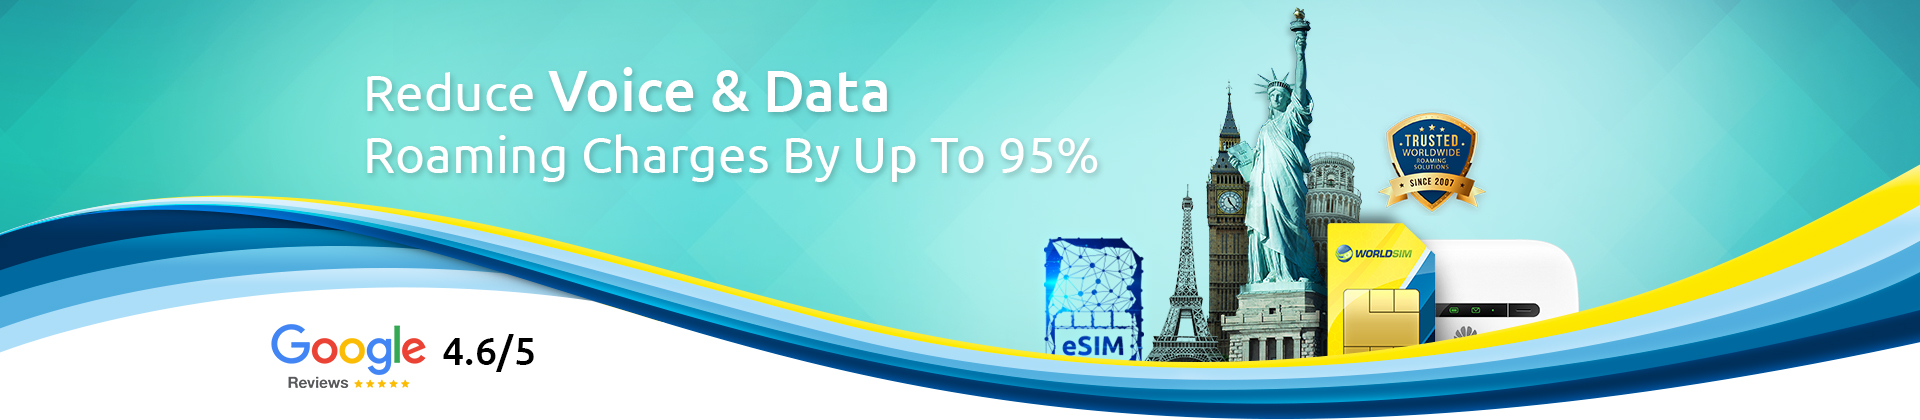 Reduce Voice & Data
Roaming Charges By Up To 95%
TRUSTED
WORLDWIDE
ROAMING
SOLUTIONS
SINCE 2007
WORLDSIM
eSIM
Google 4.6/5
Reviews